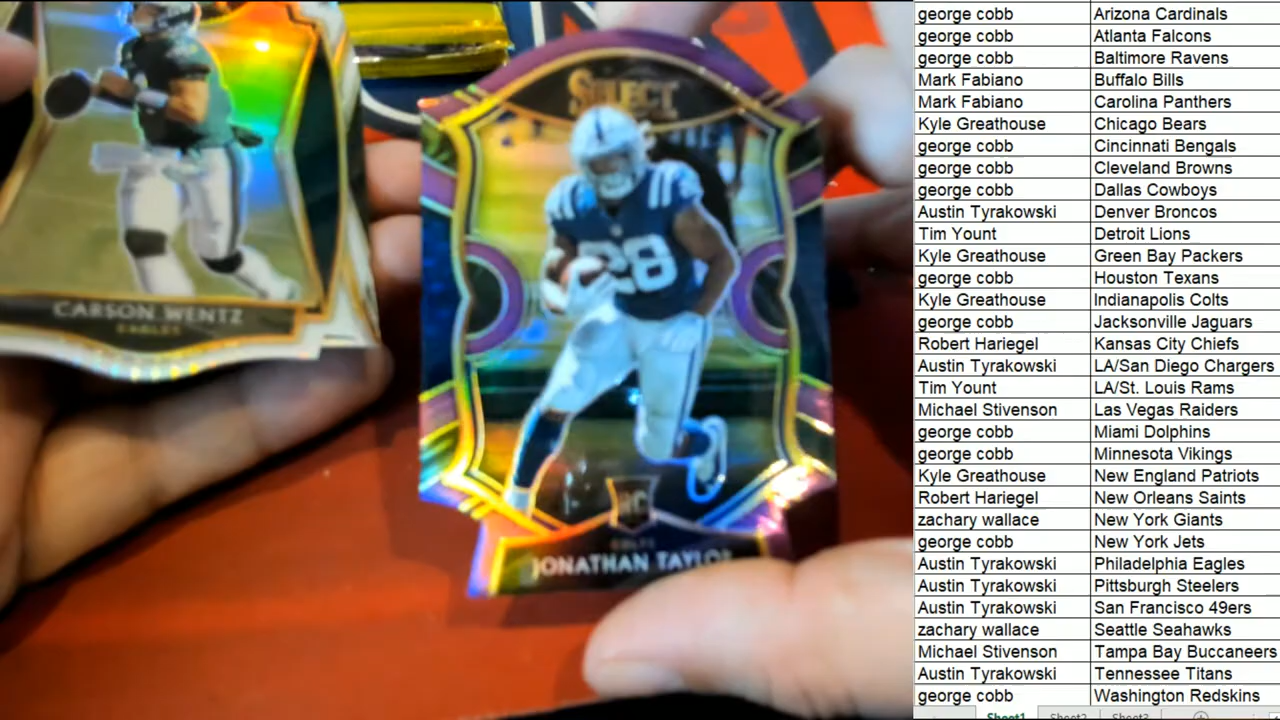 CARSON WENTZ
EAGLES
SELECT
28
RC
COLTS
JONATHAN TAYLOR
george cobb Arizona Cardinals
george cobb Atlanta Falcons
george cobb Baltimore Ravens
Mark Fabiano Buffalo Bills
Mark Fabiano Carolina Panthers
Kyle Greathouse Chicago Bears
george cobb Cincinnati Bengals
george cobb Cleveland Browns
george cobb Dallas Cowboys
Austin Tyrakowski Denver Broncos
Tim Yount Detroit Lions
Kyle Greathouse Green Bay Packers
george cobb Houston Texans
Kyle Greathouse Indianapolis Colts
george cobb Jacksonville Jaguars
Robert Hariegel Kansas City Chiefs
Austin Tyrakowski LA/San Diego Chargers
Tim Yount LA/St. Louis Rams
Michael Stivenson Las Vegas Raiders
george cobb Miami Dolphins
george cobb Minnesota Vikings
Kyle Greathouse New England Patriots
Robert Hariegel New Orleans Saints
zachary wallace New York Giants
george cobb New York Jets
Austin Tyrakowski Philadelphia Eagles
Austin Tyrakowski Pittsburgh Steelers
Austin Tyrakowski San Francisco 49ers
zachary wallace Seattle Seahawks
Michael Stivenson Tampa Bay Buccaneers
Austin Tyrakowski Tennessee Titans
george cobb Washington Redskins
Sheet1 Sheet2 Sheet3